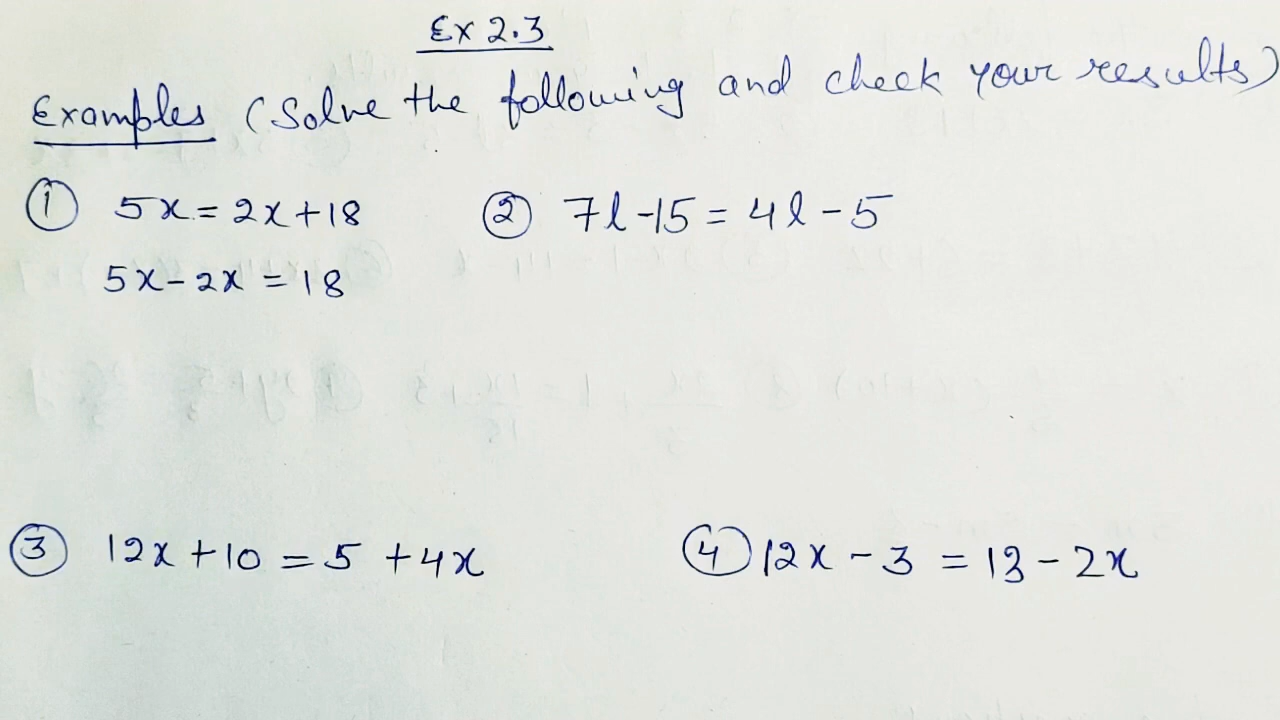 Ex 2.3
Examples (Solve the following and check your results)
① 5x = 2x + 18 ② 7l - 15 = 4l - 5
5x - 2x = 18
③ 12x + 10 = 5 + 4x ④ 12x - 3 = 13 - 2x